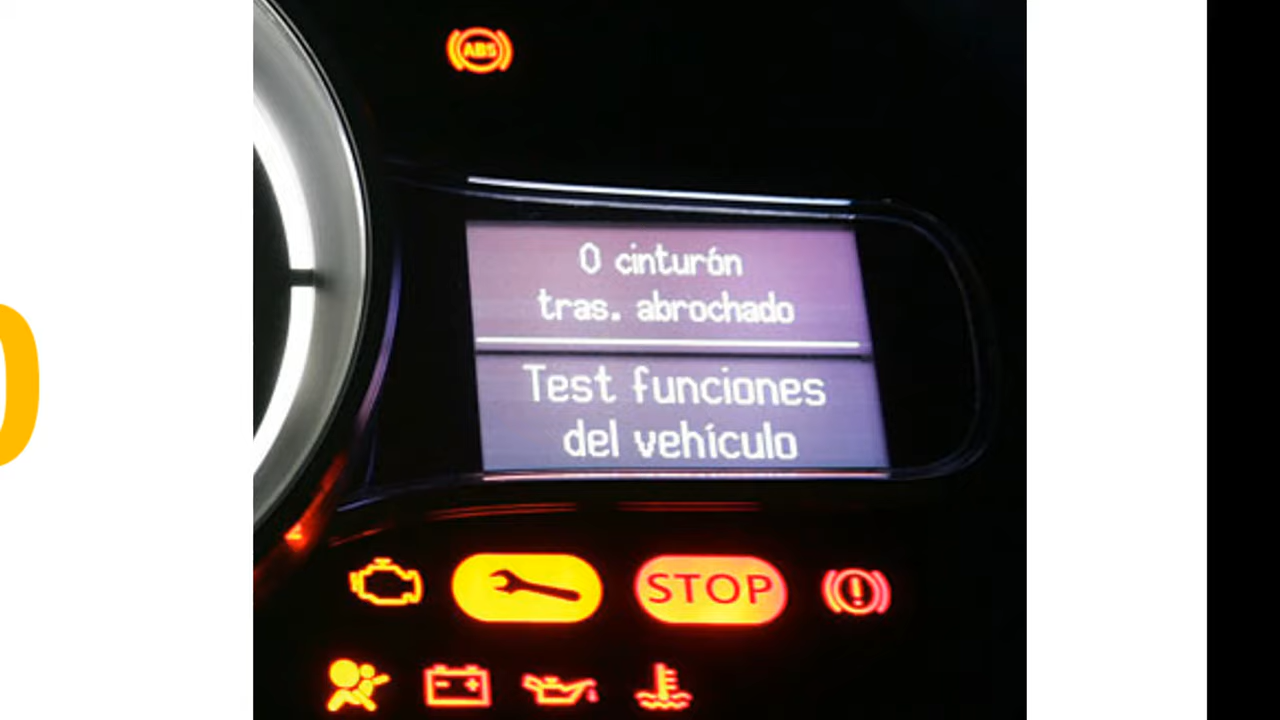 ABS
0 cinturón
tras. abrochado
Test funciones
del vehículo
STOP